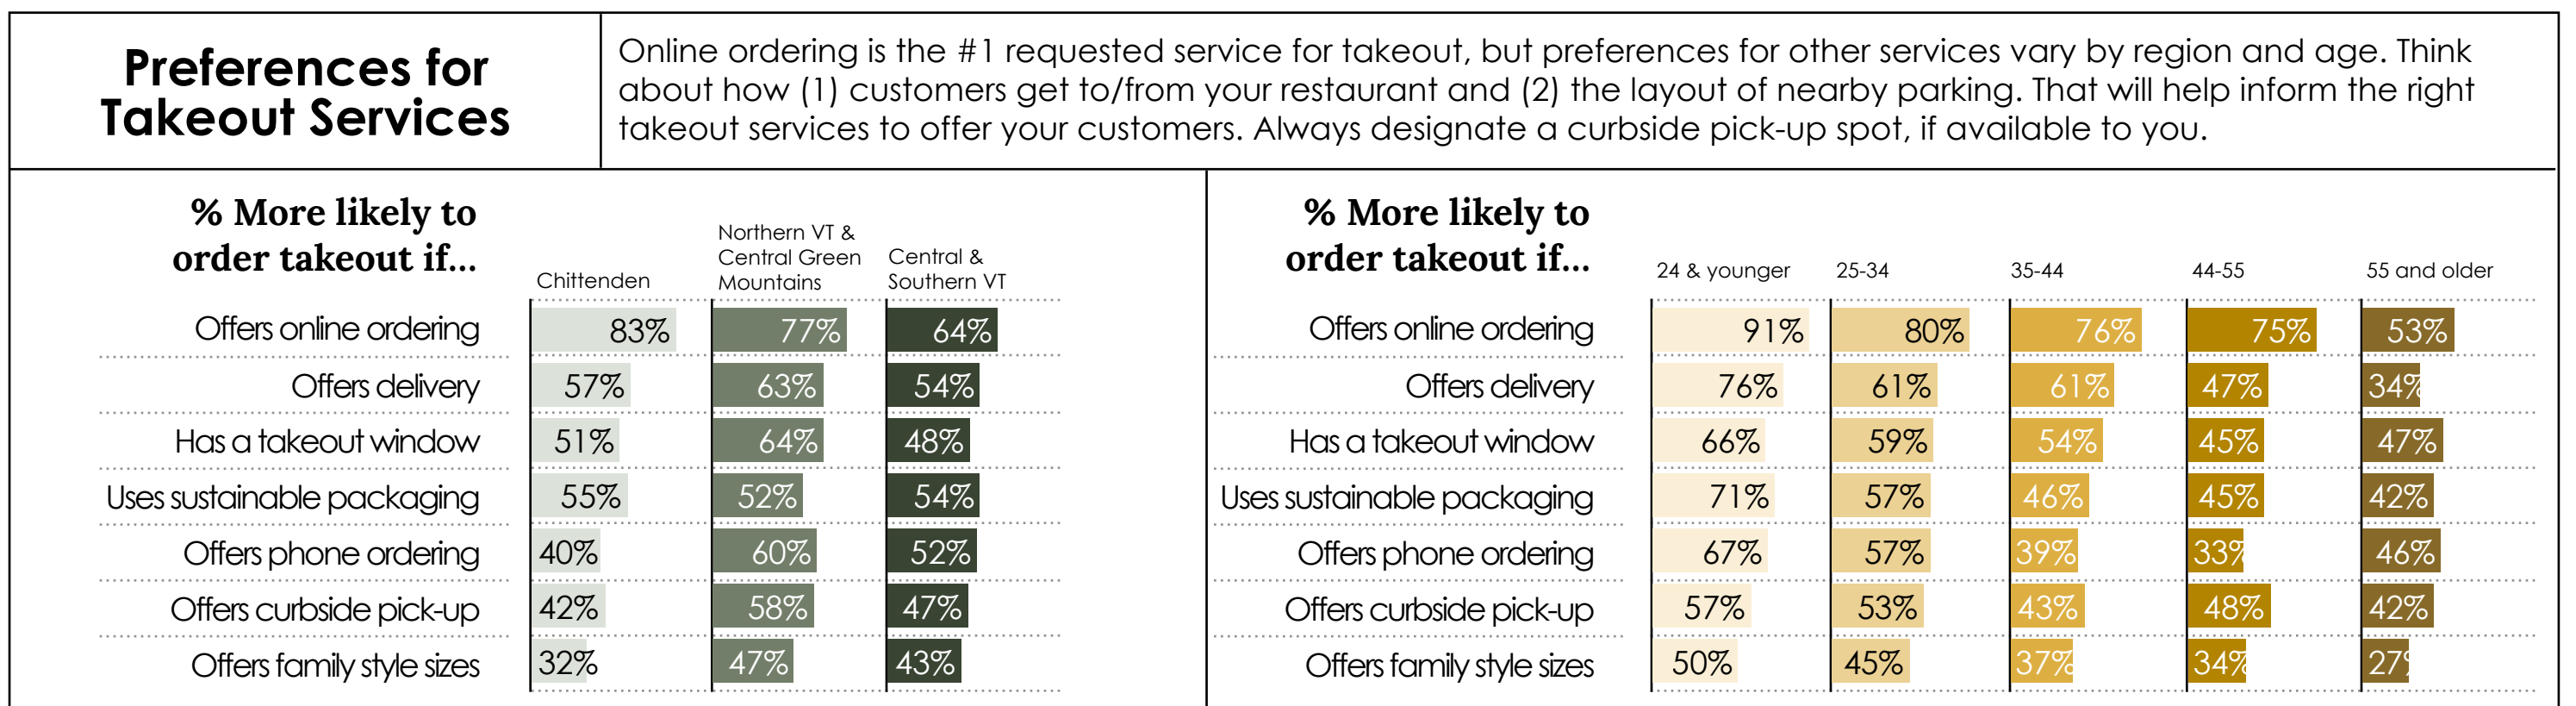 Preferences for
Takeout Services
Online ordering is the #1 requested service for takeout, but preferences for other services vary by region and age. Think
about how (1) customers get to/from your restaurant and (2) the layout of nearby parking. That will help inform the right
takeout services to offer your customers. Always designate a curbside pick-up spot, if available to you.
% More likely to
order takeout if...
Chittenden
Northern VT &
Central Green
Mountains
Central &
Southern VT
Offers online ordering 83% 77% 64%
Offers delivery 57% 63% 54%
Has a takeout window 51% 64% 48%
Uses sustainable packaging 55% 52% 54%
Offers phone ordering 40% 60% 52%
Offers curbside pick-up 42% 58% 47%
Offers family style sizes 32% 47% 43%
% More likely to
order takeout if...
24 & younger 25-34 35-44 44-55 55 and older
Offers online ordering 91% 80% 76% 75% 53%
Offers delivery 76% 61% 61% 47% 34%
Has a takeout window 66% 59% 54% 45% 47%
Uses sustainable packaging 71% 57% 46% 45% 42%
Offers phone ordering 67% 57% 39% 33% 46%
Offers curbside pick-up 57% 53% 43% 48% 42%
Offers family style sizes 50% 45% 37% 34% 27%